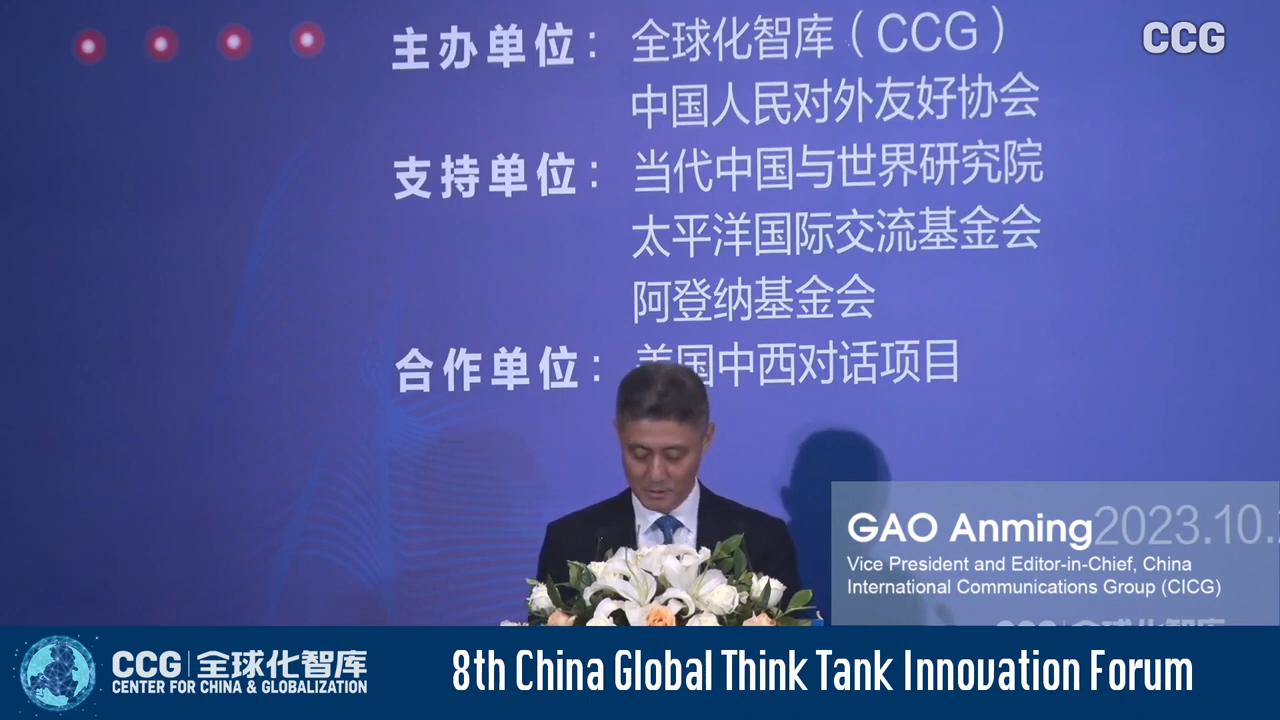 主办单位：全球化智库（CCG）
CCG
中国人民对外友好协会
支持单位：当代中国与世界研究院
太平洋国际交流基金会
阿登纳基金会
合作单位：美国中西对话项目
GAO Anming
2023.10.
Vice President and Editor-in-Chief, China
International Communications Group (CICG)
CCG | 全球化智库
CENTER FOR CHINA & GLOBALIZATION
8th China Global Think Tank Innovation Forum